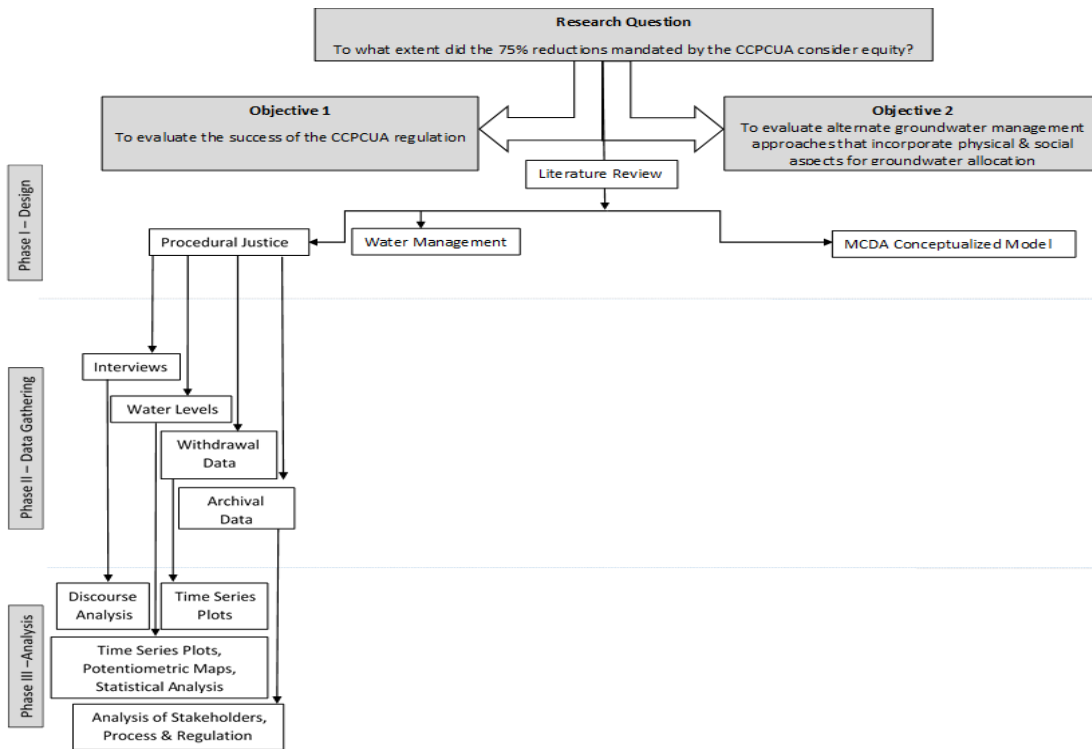 Research Question
To what extent did the 75% reductions mandated by the CCPCUA consider equity?
Objective 1
To evaluate the success of the CCPCUA regulation
Objective 2
To evaluate alternate groundwater management
approaches that incorporate physical & social
aspects for groundwater allocation
Phase I – Design
Literature Review
Procedural Justice
Water Management
MCDA Conceptualized Model
Phase II – Data Gathering
Interviews
Water Levels
Withdrawal
Data
Archival
Data
Phase III –Analysis
Discourse
Analysis
Time Series
Plots
Time Series Plots,
Potentiometric Maps,
Statistical Analysis
Analysis of Stakeholders,
Process & Regulation